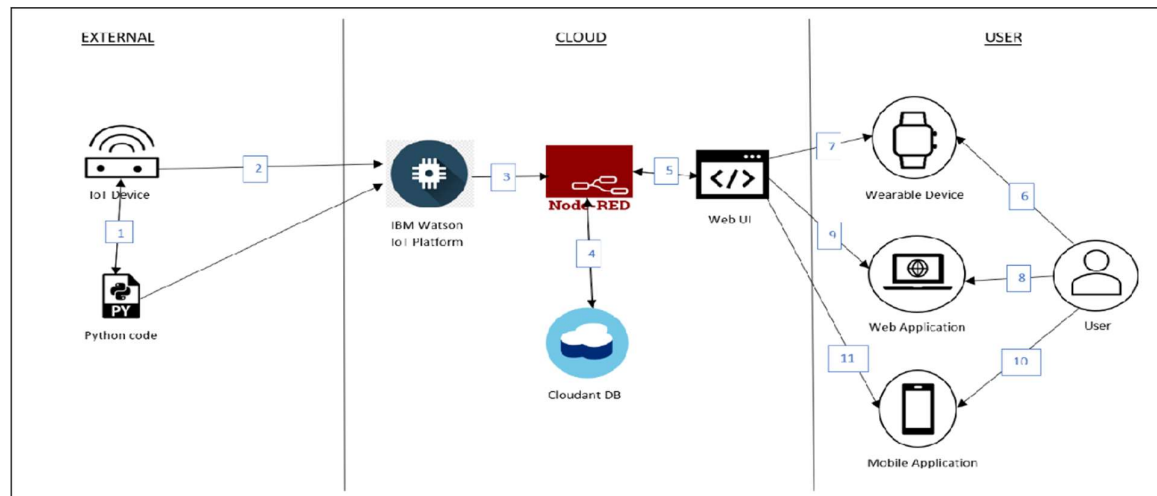 EXTERNAL
CLOUD
USER
2
IoT Device
1
PY
Python code
IBM Watson
IoT Platform
3
Node-RED
5
</>
Web UI
4
Cloudant DB
7
Wearable Device
6
9
Web Application
8
User
11
10
Mobile Application